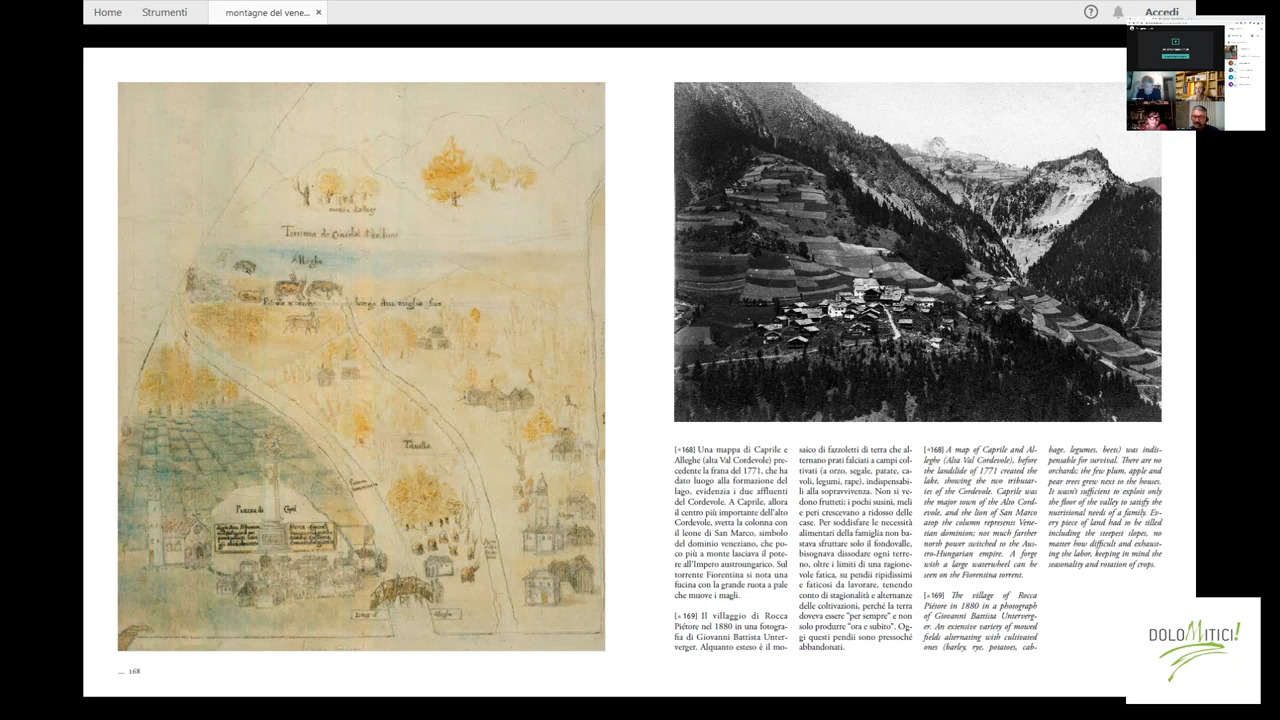 Home
Strumenti
montagne del vene... ×
Accedi
Alleghe
Piazza di
168
[<168] Una mappa di Caprile e
Alleghe (alta Val Cordevole) pre-
cedente la frana del 1771, che ha
dato luogo alla formazione del
lago, evidenzia i due affluenti
del Cordevole. A Caprile, allora
il centro più importante dell'alto
Cordevole, svetta la colonna con
il leone di San Marco, simbolo
del dominio veneziano, che po-
co più a monte lasciava il pote-
re all'Impero austroungarico. Sul
torrente Fiorentina si nota una
fucina con la grande ruota a pale
che muove i magli.
[▵169] Il villaggio di Rocca
Piétore nel 1880 in una fotogra-
fia di Giovanni Battista Unter-
verger. Alquanto esteso è il mo-
saico di fazzoletti di terra che al-
ternano prati falciati a campi col-
tivati (a orzo, segale, patate, ca-
voli, legumi, rape), indispensabi-
li alla sopravvivenza. Non si ve-
dono frutteti: i pochi susini, meli
e peri crescevano a ridosso delle
case. Per soddisfare le necessità
alimentari della famiglia non ba-
stava sfruttare solo il fondovalle,
bisognava dissodare ogni terre-
no, oltre i limiti di una ragione-
vole fatica, su pendii ripidissimi
e faticosi da lavorare, tenendo
conto di stagionalità e alternanze
delle coltivazioni, perché la terra
doveva essere "per sempre" e non
solo produrre "ora e subito". Og-
gi questi pendii sono pressoché
abbandonati.
[<168] A map of Caprile and Al-
leghe (Alta Val Cordevole), before
the landslide of 1771 created the
lake, showing the two tributar-
ies of the Cordevole. Caprile was
the major town of the Alto Cord-
evole, and the lion of San Marco
atop the column represents Vene-
tian dominion; not much farther
north power switched to the Aus-
tro-Hungarian empire. A forge
with a large waterwheel can be
seen on the Fiorentina torrent.
[▵169] The village of Rocca
Piétore in 1880 in a photograph
of Giovanni Battista Unterverg-
er. An extensive variety of mowed
fields alternating with cultivated
ones (barley, rye, potatoes, cab-
bage, legumes, beets) was indis-
pensable for survival. There are no
orchards: the few plum, apple and
pear trees grew next to the houses.
It wasn't sufficient to exploit only
the floor of the valley to satisfy the
nutritional needs of a family. Ev-
ery piece of land had to be tilled
including the steepest slopes, no
matter how difficult and exhaust-
ing the labor, keeping in mind the
seasonality and rotation of crops.
DOLOMITICI!